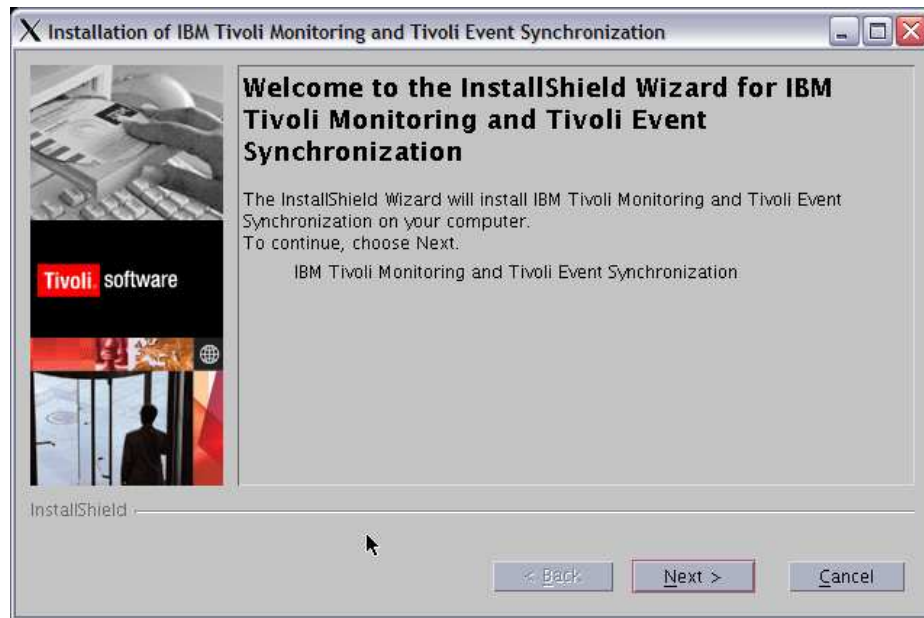 Installation of IBM Tivoli Monitoring and Tivoli Event Synchronization
Welcome to the InstallShield Wizard for IBM
Tivoli Monitoring and Tivoli Event
Synchronization
The InstallShield Wizard will install IBM Tivoli Monitoring and Tivoli Event
Synchronization on your computer.
To continue, choose Next.
IBM Tivoli Monitoring and Tivoli Event Synchronization
Tivoli. software
InstallShield
< Back
Next >
Cancel